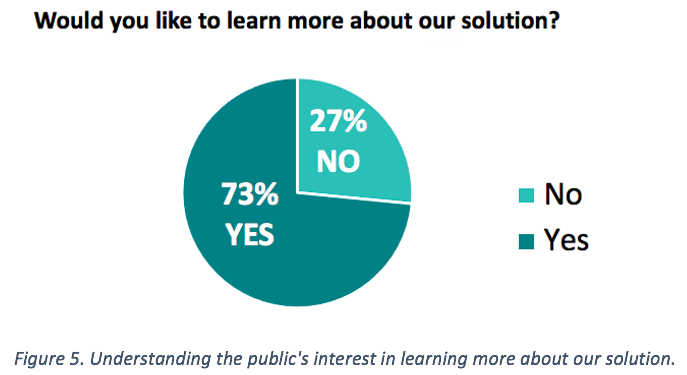 Would you like to learn more about our solution?
27%
NO
73%
YES
No
Yes
Figure 5. Understanding the public's interest in learning more about our solution.